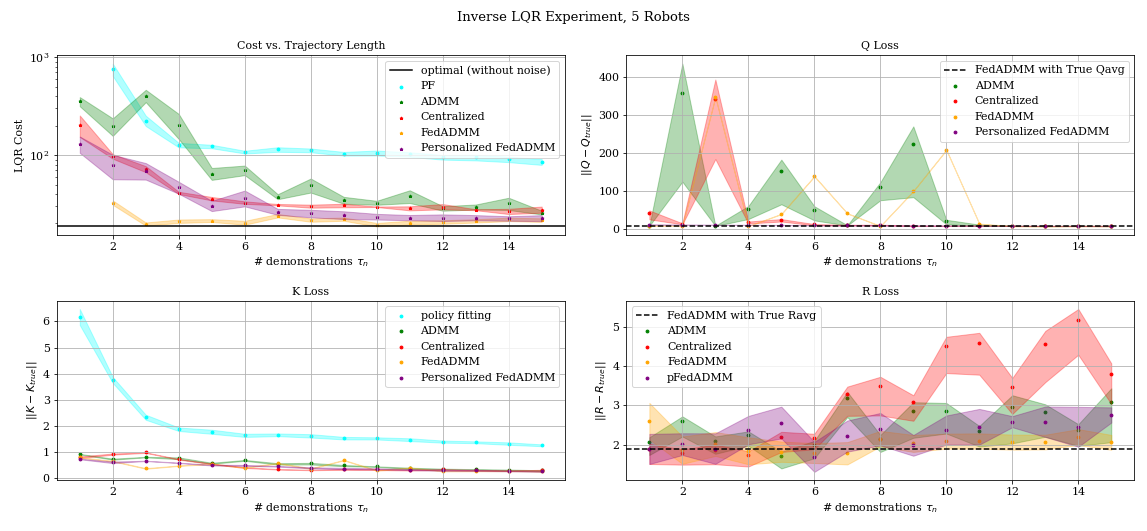 Inverse LQR Experiment, 5 Robots
Cost vs. Trajectory Length
LQR Cost
10³
10²
optimal (without noise)
PF
ADMM
Centralized
FedADMM
Personalized FedADMM
2 4 6 8 10 12 14
# demonstrations τₙ
Q Loss
||Q − Q_true||
400
300
200
100
0
FedADMM with True Qavg
ADMM
Centralized
FedADMM
Personalized FedADMM
2 4 6 8 10 12 14
# demonstrations τₙ
K Loss
||K − K_true||
6
5
4
3
2
1
0
policy fitting
ADMM
Centralized
FedADMM
Personalized FedADMM
2 4 6 8 10 12 14
# demonstrations τₙ
R Loss
||R − R_true||
5
4
3
2
FedADMM with True Ravg
ADMM
Centralized
FedADMM
pFedADMM
2 4 6 8 10 12 14
# demonstrations τₙ